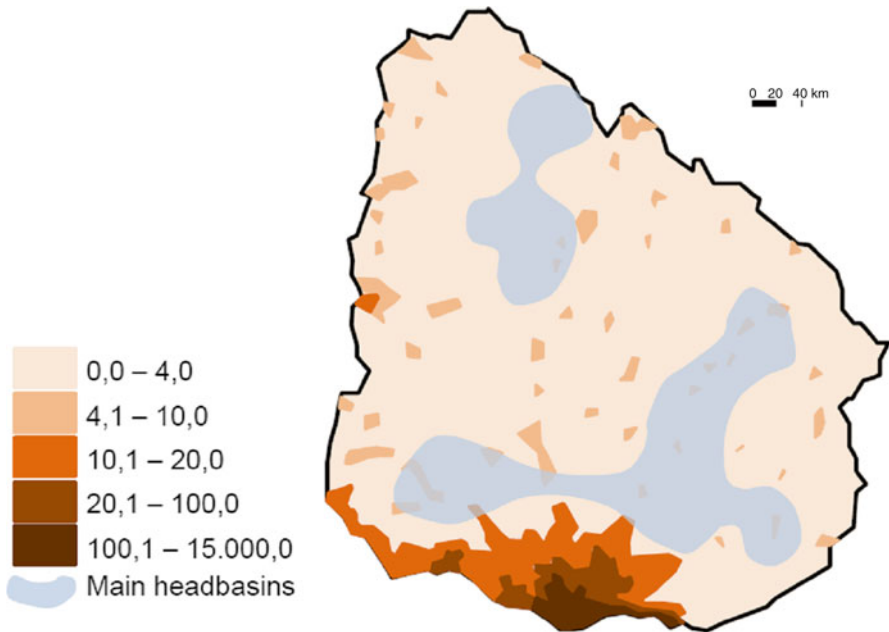 0 20 40 km
0,0 – 4,0
4,1 – 10,0
10,1 – 20,0
20,1 – 100,0
100,1 – 15.000,0
Main headbasins